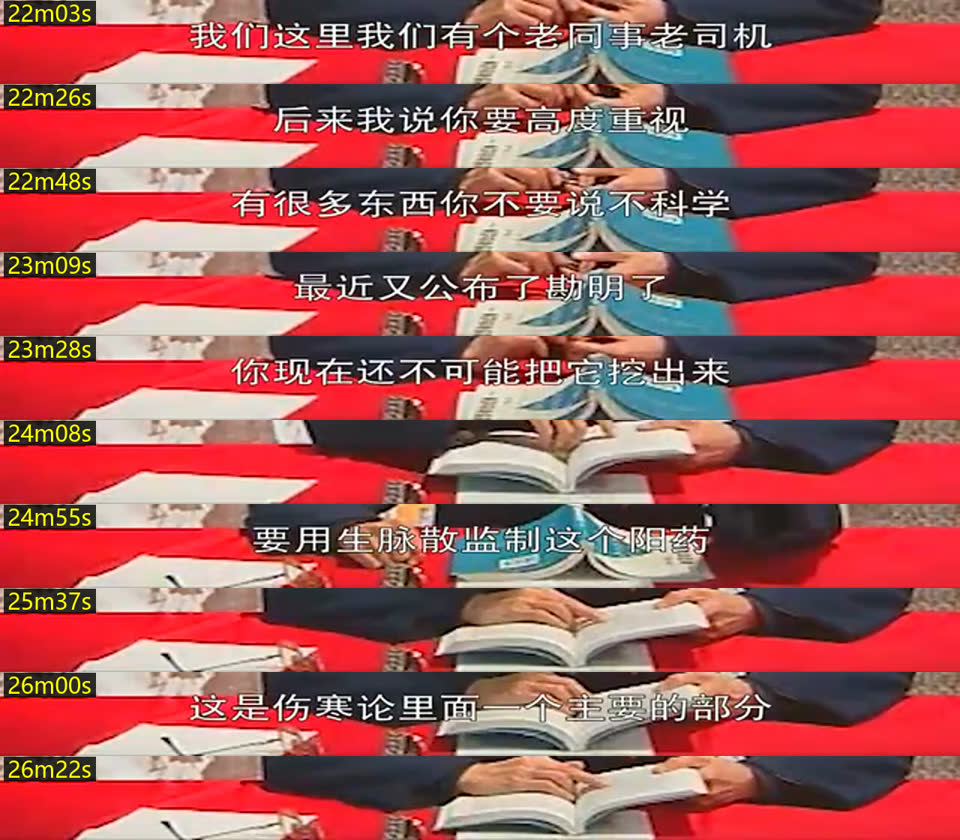 22m03s
我们这里我们有个老同事老司机
22m26s
后来我说你要高度重视
22m48s
有很多东西你不要说不科学
23m09s
最近又公布了勘明了
23m28s
你现在还不可能把它挖出来
24m08s
24m55s
要用生脉散监制这个阳药
25m37s
26m00s
这是伤寒论里面一个主要的部分
26m22s